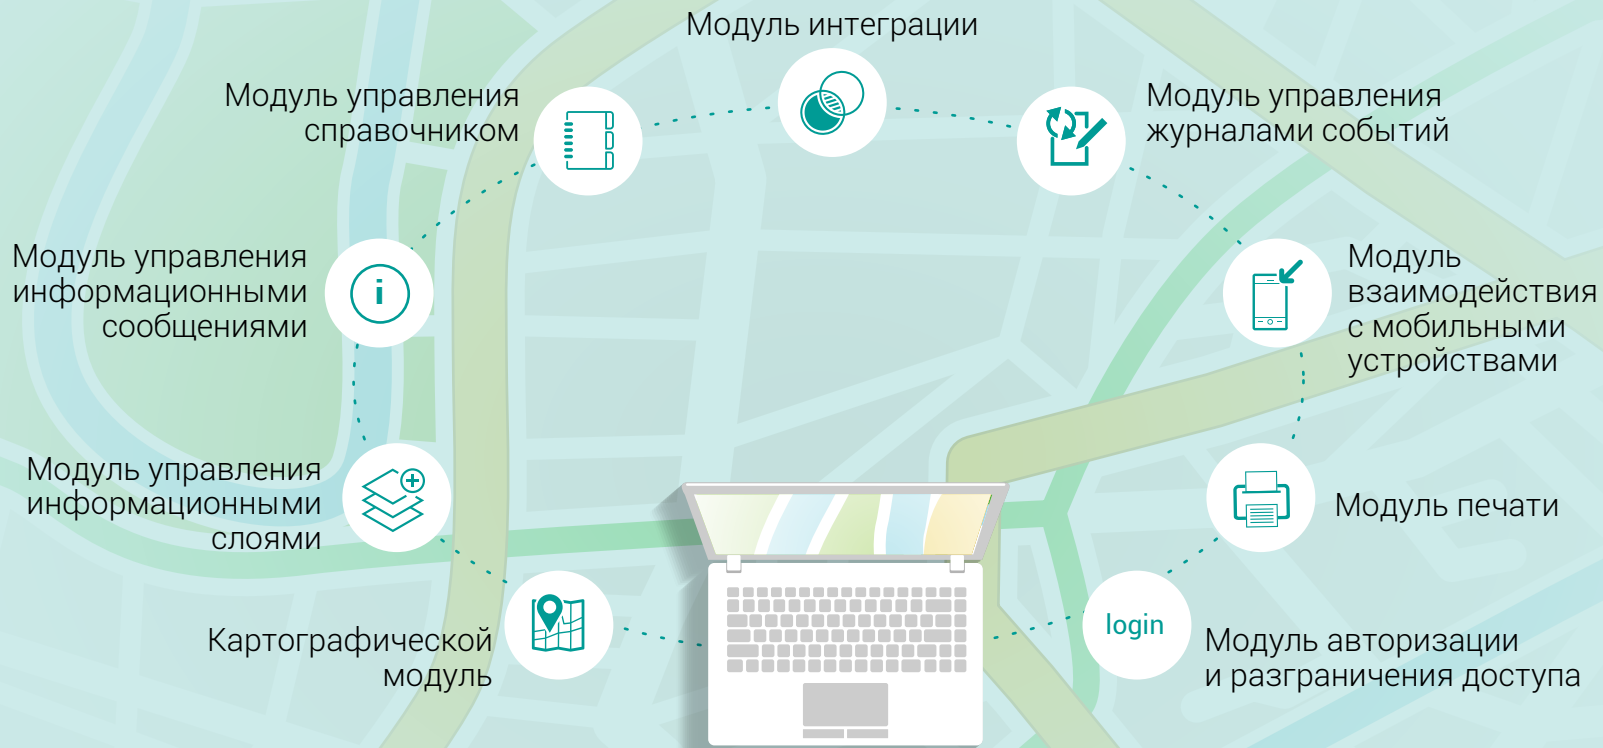 Модуль интеграции
Модуль управления
справочником
Модуль управления
журналами событий
Модуль управления
информационными
сообщениями
i
Модуль
взаимодействия
с мобильными
устройствами
Модуль управления
информационными
слоями
Модуль печати
Картографической
модуль
login
Модуль авторизации
и разграничения доступа